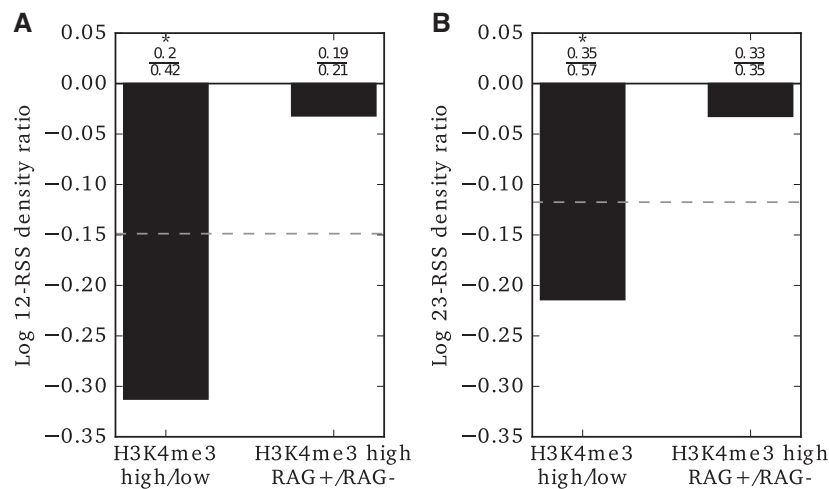 A
B
0.05
0.00
−0.05
−0.10
−0.15
−0.20
−0.25
−0.30
−0.35
Log 12-RSS density ratio
*
0.2
0.42
0.19
0.21
H3K4me3
high/low
H3K4me3 high
RAG+/RAG-
0.05
0.00
−0.05
−0.10
−0.15
−0.20
−0.25
−0.30
−0.35
Log 23-RSS density ratio
*
0.35
0.57
0.33
0.35
H3K4me3
high/low
H3K4me3 high
RAG+/RAG-